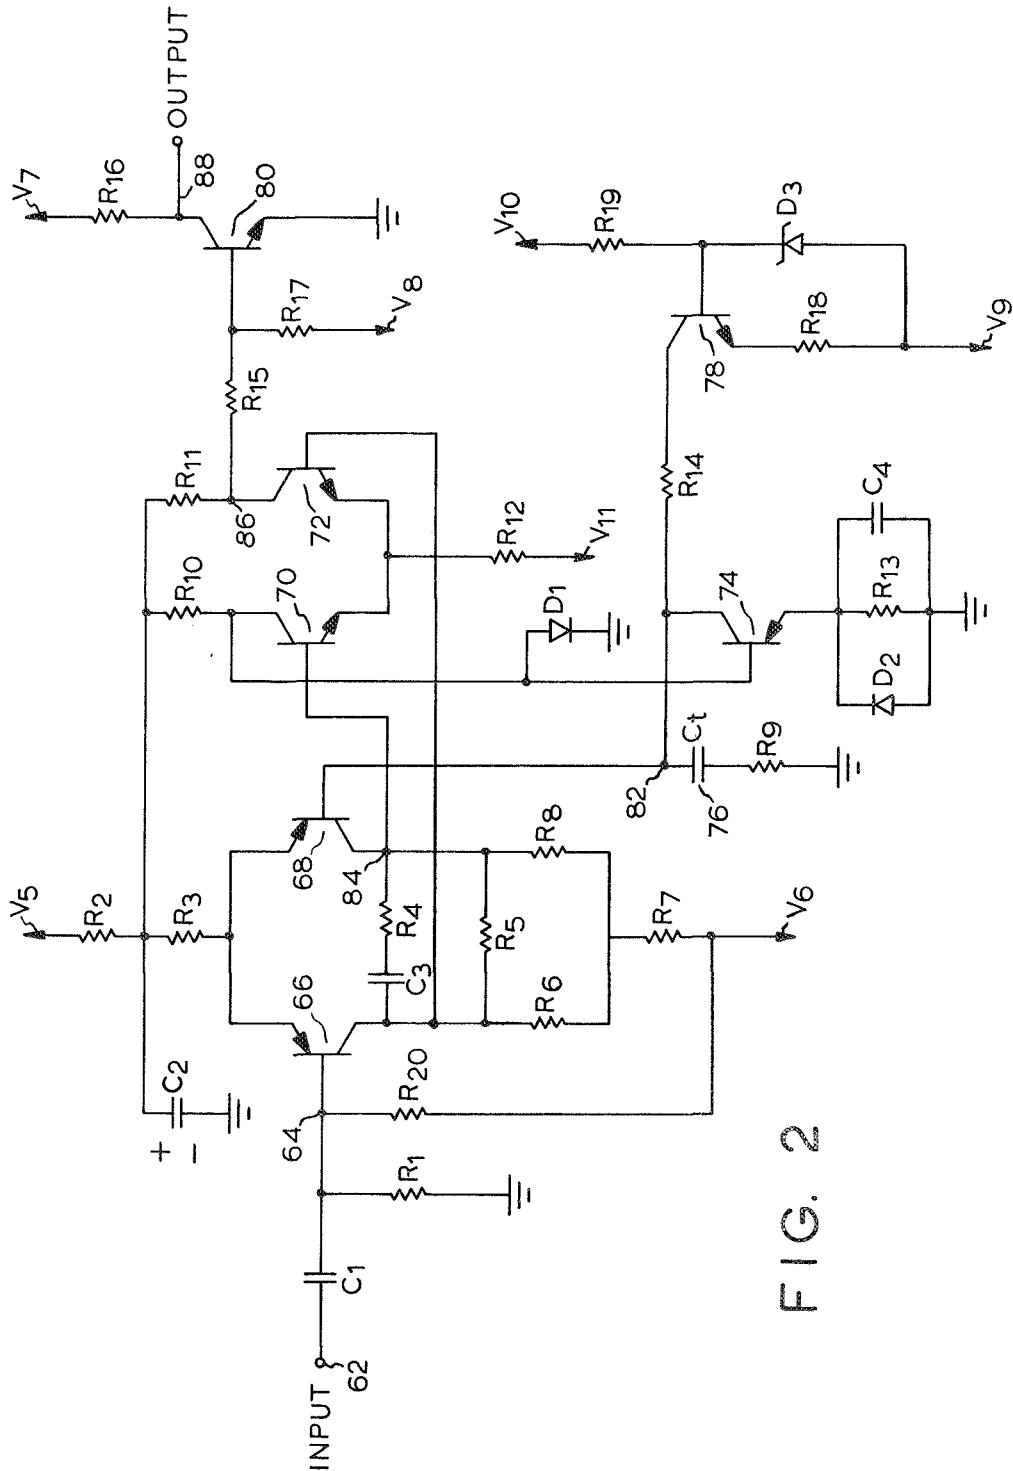 INPUT
62
C1
R1
64
R20
C2
+
−
66
V5
R2
R3
68
C3
R4
84
R5
R6
R8
R7
V6
70
R10
R11
72
86
R12
V11
D1
R15
R17
V8
V7
R16
80
88
OUTPUT
82
Ct
76
R9
74
D2
R13
C4
R14
78
V10
R19
D3
R18
V9
FIG. 2